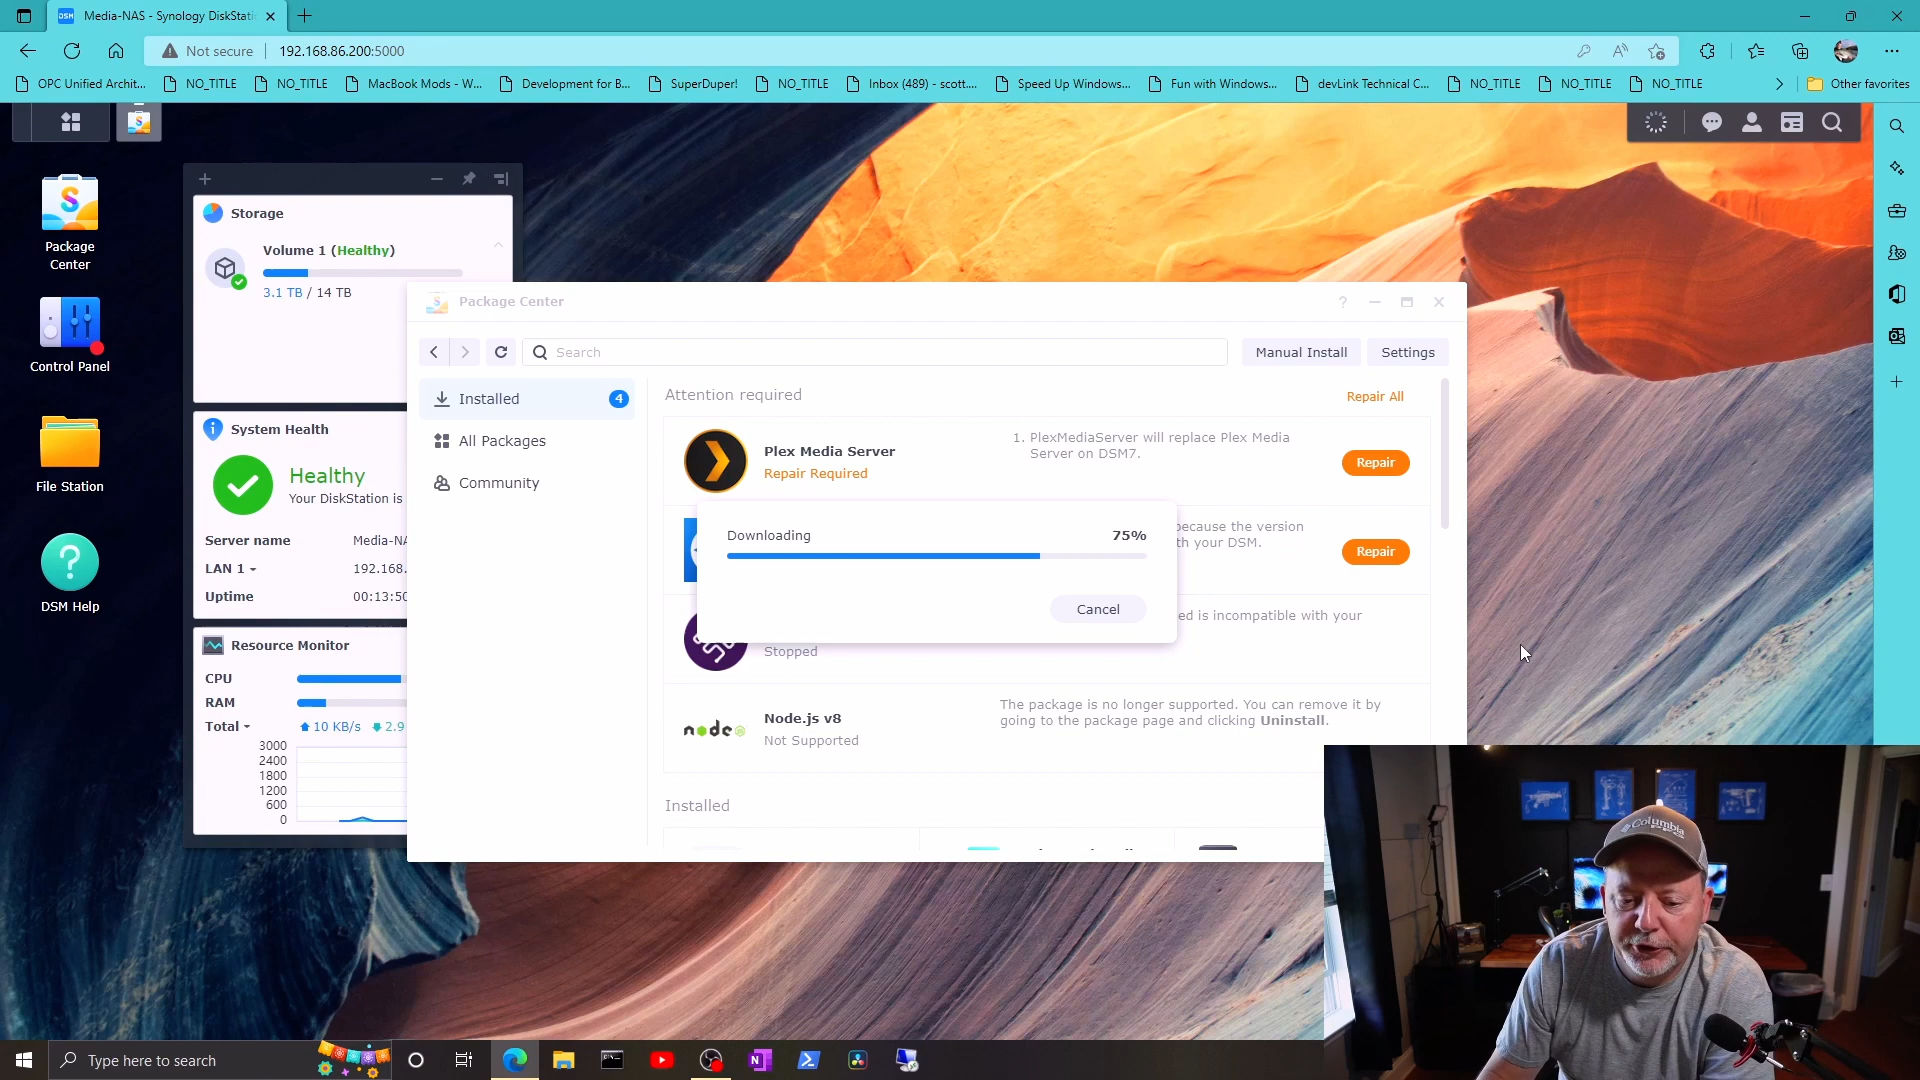 Media-NAS - Synology DiskStati
Not secure
192.168.86.200:5000
OPC Unified Archit...
NO_TITLE
NO_TITLE
MacBook Mods - W...
Development for B...
SuperDuper!
NO_TITLE
Inbox (489) - scott....
Speed Up Windows...
Fun with Windows...
devLink Technical C...
NO_TITLE
NO_TITLE
NO_TITLE
Other favorites
Package
Center
Control Panel
File Station
DSM Help
Storage
Volume 1 (Healthy)
3.1 TB / 14 TB
System Health
Healthy
Your DiskStation is
Server name
Media-NA
LAN 1
192.168.
Uptime
00:13:50
Resource Monitor
CPU
RAM
Total
10 KB/s
2.9
3000
2400
1800
1200
600
0
Package Center
Search
Manual Install
Settings
Installed
4
All Packages
Community
Attention required
Repair All
Plex Media Server
Repair Required
1. PlexMediaServer will replace Plex Media
Server on DSM7.
Repair
because the version
th your DSM.
Repair
Downloading
75%
Cancel
ed is incompatible with your
Stopped
node
JS
Node.js v8
Not Supported
The package is no longer supported. You can remove it by
going to the package page and clicking Uninstall.
Installed
Columbia
Type here to search